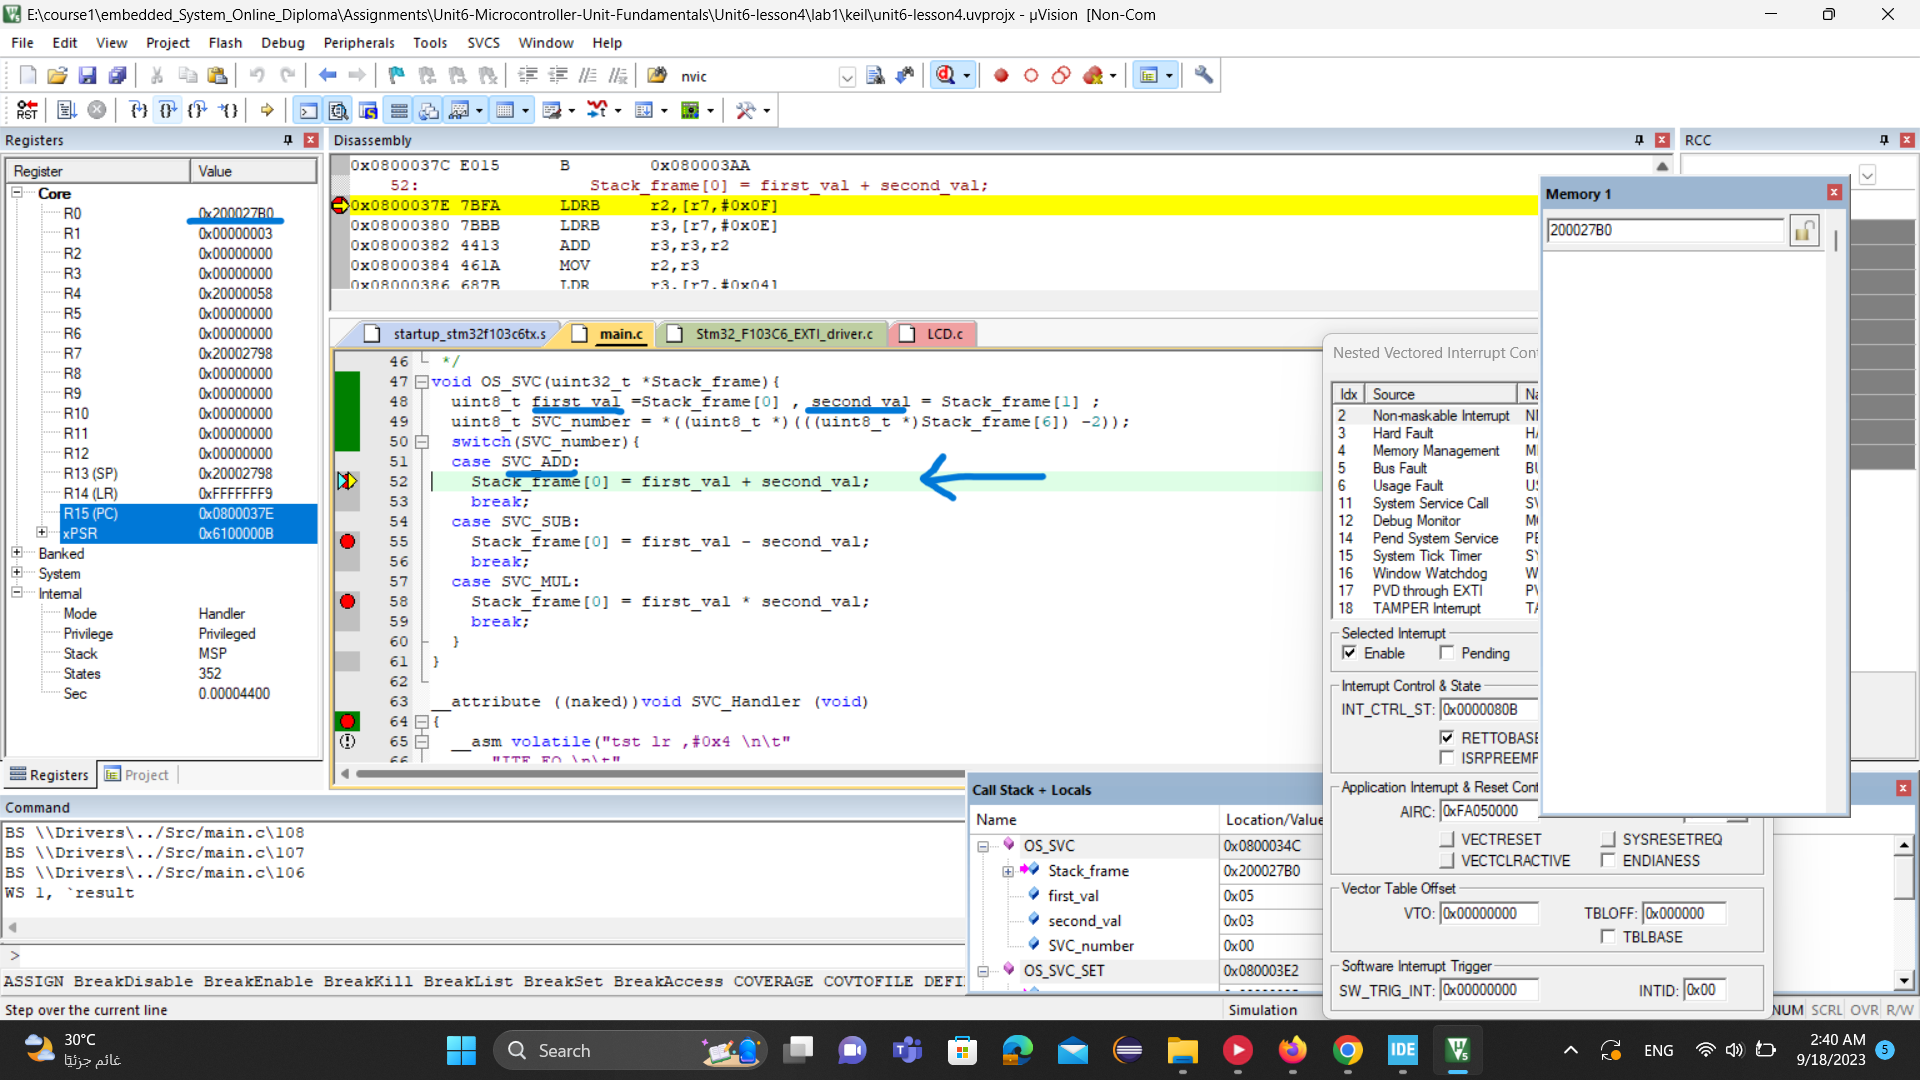 E:\course1\embedded_System_Online_Diploma\Assignments\Unit6-Microcontroller-Unit-Fundamentals\Unit6-lesson4\lab1\keil\unit6-lesson4.uvprojx - µVision [Non-Com
File Edit View Project Flash Debug Peripherals Tools SVCS Window Help
nvic
RST
Registers
Register Value
Core
R0 0x200027B0
R1 0x00000003
R2 0x00000000
R3 0x00000000
R4 0x20000058
R5 0x00000000
R6 0x00000000
R7 0x20002798
R8 0x00000000
R9 0x00000000
R10 0x00000000
R11 0x00000000
R12 0x00000000
R13 (SP) 0x20002798
R14 (LR) 0xFFFFFFF9
R15 (PC) 0x0800037E
xPSR 0x6100000B
Banked
System
Internal
Mode Handler
Privilege Privileged
Stack MSP
States 352
Sec 0.00004400
Registers Project
Disassembly
0x0800037C E015 B 0x080003AA
52: Stack_frame[0] = first_val + second_val;
0x0800037E 7BFA LDRB r2,[r7,#0x0F]
0x08000380 7BBB LDRB r3,[r7,#0x0E]
0x08000382 4413 ADD r3,r3,r2
0x08000384 461A MOV r2,r3
0x08000386 687B LDR r3,[r7,#0x04]
startup_stm32f103c6tx.s main.c Stm32_F103C6_EXTI_driver.c LCD.c
46 */
47 void OS_SVC(uint32_t *Stack_frame){
48 uint8_t first_val =Stack_frame[0] , second_val = Stack_frame[1] ;
49 uint8_t SVC_number = *((uint8_t *)(((uint8_t *)Stack_frame[6]) -2));
50 switch(SVC_number){
51 case SVC_ADD:
52 Stack_frame[0] = first_val + second_val;
53 break;
54 case SVC_SUB:
55 Stack_frame[0] = first_val - second_val;
56 break;
57 case SVC_MUL:
58 Stack_frame[0] = first_val * second_val;
59 break;
60 }
61 }
62
63 __attribute ((naked))void SVC_Handler (void)
64 {
65 __asm volatile("tst lr ,#0x4 \n\t"
66 "ITE EQ \n\t"
RCC
Memory 1
200027B0
Nested Vectored Interrupt Cont
Idx Source
2 Non-maskable Interrupt
3 Hard Fault
4 Memory Management
5 Bus Fault
6 Usage Fault
11 System Service Call
12 Debug Monitor
14 Pend System Service
15 System Tick Timer
16 Window Watchdog
17 PVD through EXTI
18 TAMPER Interrupt
Selected Interrupt
Enable Pending
Interrupt Control & State
INT_CTRL_ST: 0x0000080B
RETTOBASE
ISRPREEMP
Application Interrupt & Reset Cont
AIRC: 0xFA050000
VECTRESET SYSRESETREQ
VECTCLRACTIVE ENDIANESS
Vector Table Offset
VTO: 0x00000000 TBLOFF: 0x000000
TBLBASE
Software Interrupt Trigger
SW_TRIG_INT: 0x00000000 INTID: 0x00
Command
BS \\Drivers\../Src/main.c\108
BS \\Drivers\../Src/main.c\107
BS \\Drivers\../Src/main.c\106
WS 1, `result
>
ASSIGN BreakDisable BreakEnable BreakKill BreakList BreakSet BreakAccess COVERAGE COVTOFILE DEFI
Call Stack + Locals
Name Location/Value
OS_SVC 0x0800034C
Stack_frame 0x200027B0
first_val 0x05
second_val 0x03
SVC_number 0x00
OS_SVC_SET 0x080003E2
Step over the current line Simulation NUM SCRL OVR R/W
30°C
غائم جزئيًا
Search
IDE
ENG
2:40 AM
9/18/2023
5